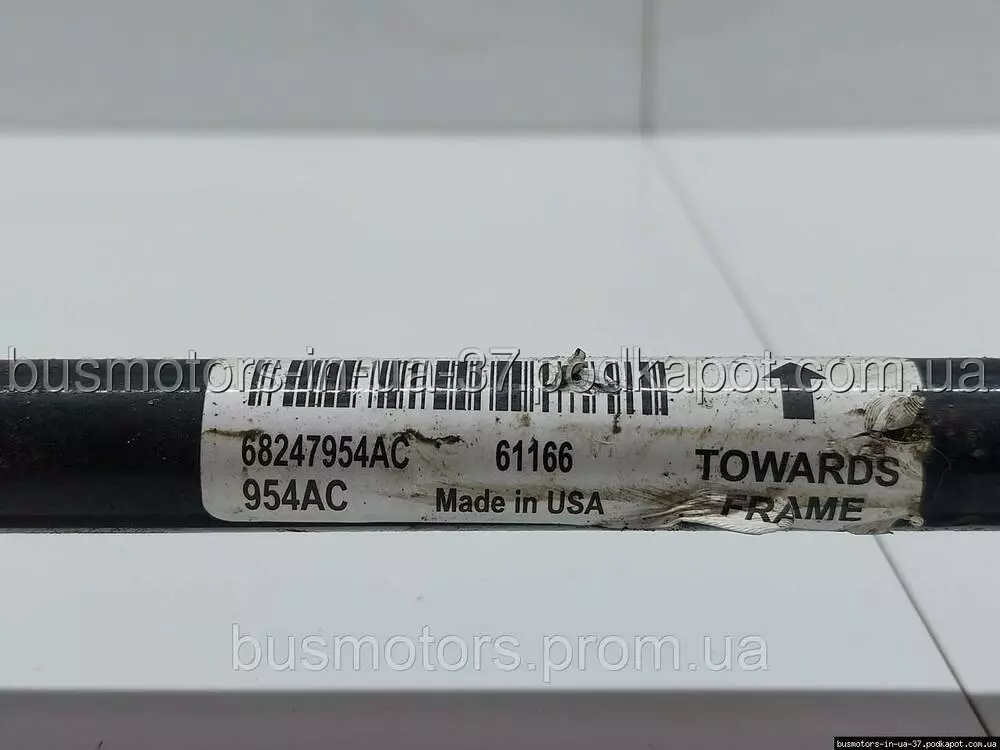 busmotors-in-ua-37.podkapot.com.ua
68247954AC 61166 TOWARDS
954AC Made in USA FRAME
busmotors.prom.ua
busmotors-in-ua-37.podkapot.com.ua